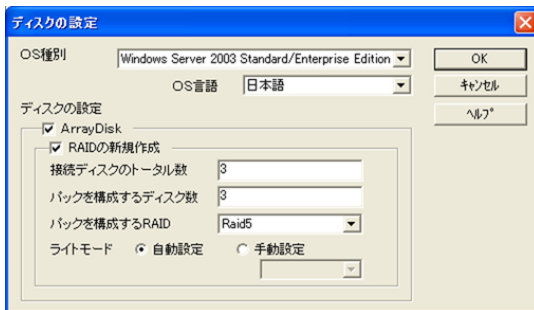 ディスクの設定
OS種別 Windows Server 2003 Standard/Enterprise Edition OK
OS言語 日本語 キャンセル
ディスクの設定 ヘルプ
ArrayDisk
RAIDの新規作成
接続ディスクのトータル数 3
パックを構成するディスク数 3
パックを構成するRAID Raid5
ライトモード 自動設定 手動設定